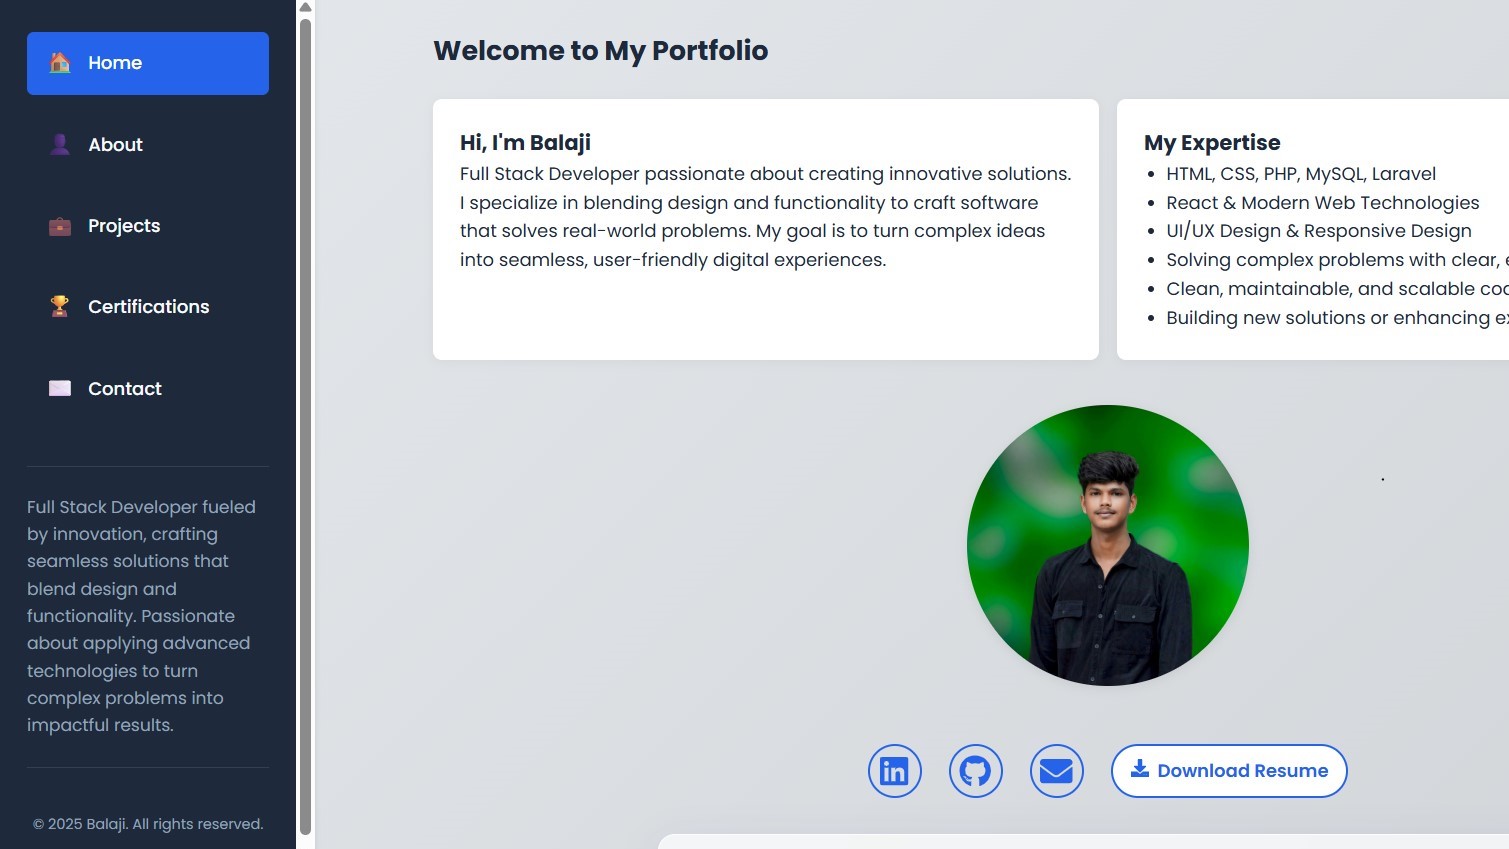 Home
About
Projects
Certifications
Contact
Full Stack Developer fueled
by innovation, crafting
seamless solutions that
blend design and
functionality. Passionate
about applying advanced
technologies to turn
complex problems into
impactful results.
© 2025 Balaji. All rights reserved.
Welcome to My Portfolio
Hi, I'm Balaji
Full Stack Developer passionate about creating innovative solutions.
I specialize in blending design and functionality to craft software
that solves real-world problems. My goal is to turn complex ideas
into seamless, user-friendly digital experiences.
My Expertise
HTML, CSS, PHP, MySQL, Laravel
React & Modern Web Technologies
UI/UX Design & Responsive Design
Solving complex problems with clear,
Clean, maintainable, and scalable
Building new solutions or enhancing
in
Download Resume